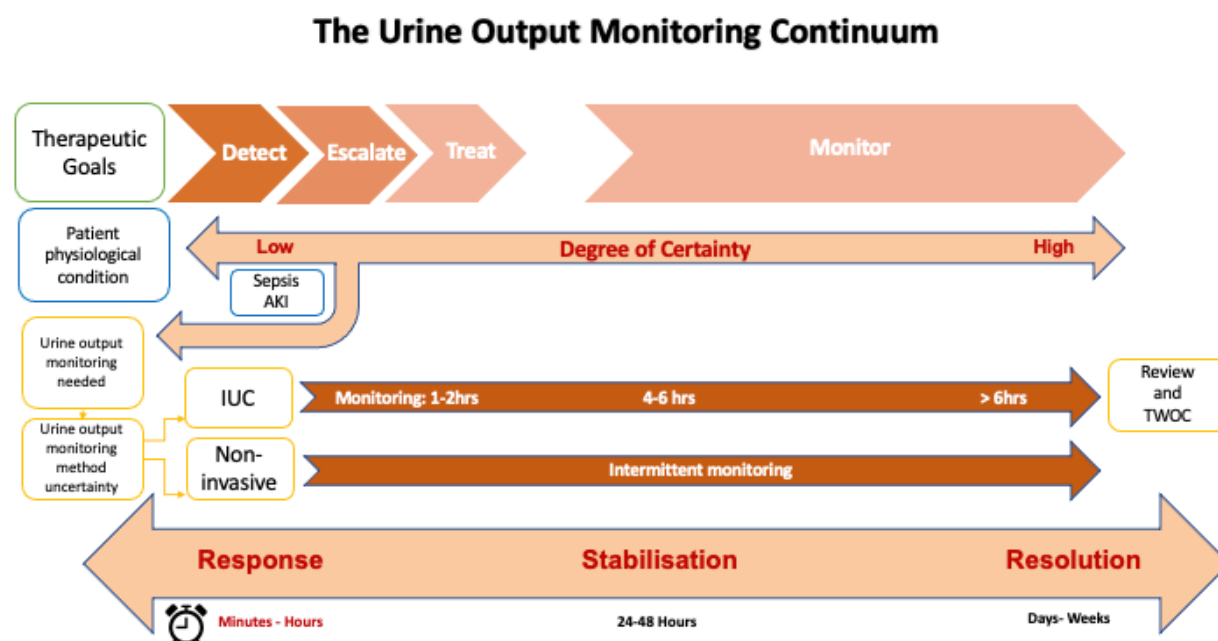 The Urine Output Monitoring Continuum
Therapeutic
Goals
Detect
Escalate
Treat
Monitor
Patient
physiological
condition
Low
Degree of Certainty
High
Sepsis
AKI
Urine output
monitoring
needed
IUC
Monitoring: 1-2hrs
4-6 hrs
> 6hrs
Review
and
TWOC
Urine output
monitoring
method
uncertainty
Non-
invasive
Intermittent monitoring
Response
Stabilisation
Resolution
Minutes - Hours
24-48 Hours
Days- Weeks